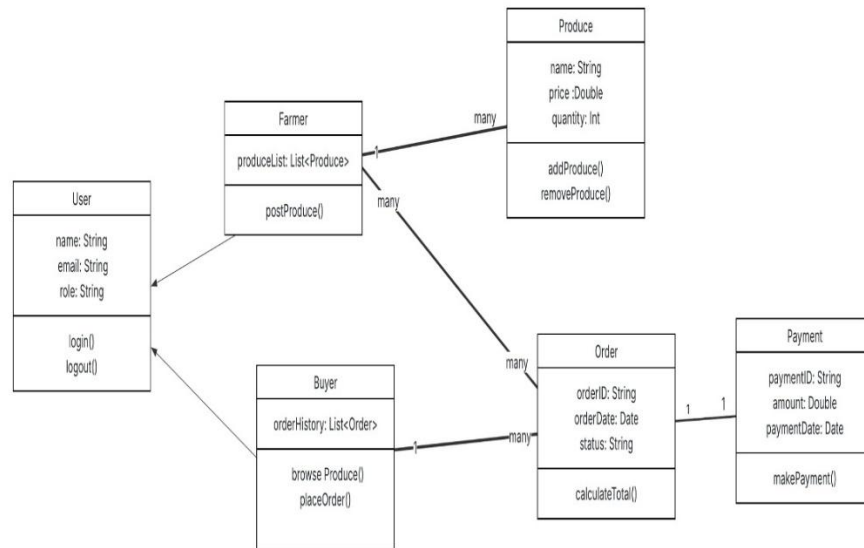 Produce
name: String
price :Double
quantity: Int
addProduce()
removeProduce()
Farmer
produceList: List<Produce>
postProduce()
1
many
many
many
User
name: String
email: String
role: String
login()
logout()
Buyer
orderHistory: List<Order>
browse Produce()
placeOrder()
1
many
Order
orderID: String
orderDate: Date
status: String
calculateTotal()
1
1
Payment
paymentID: String
amount: Double
paymentDate: Date
makePayment()